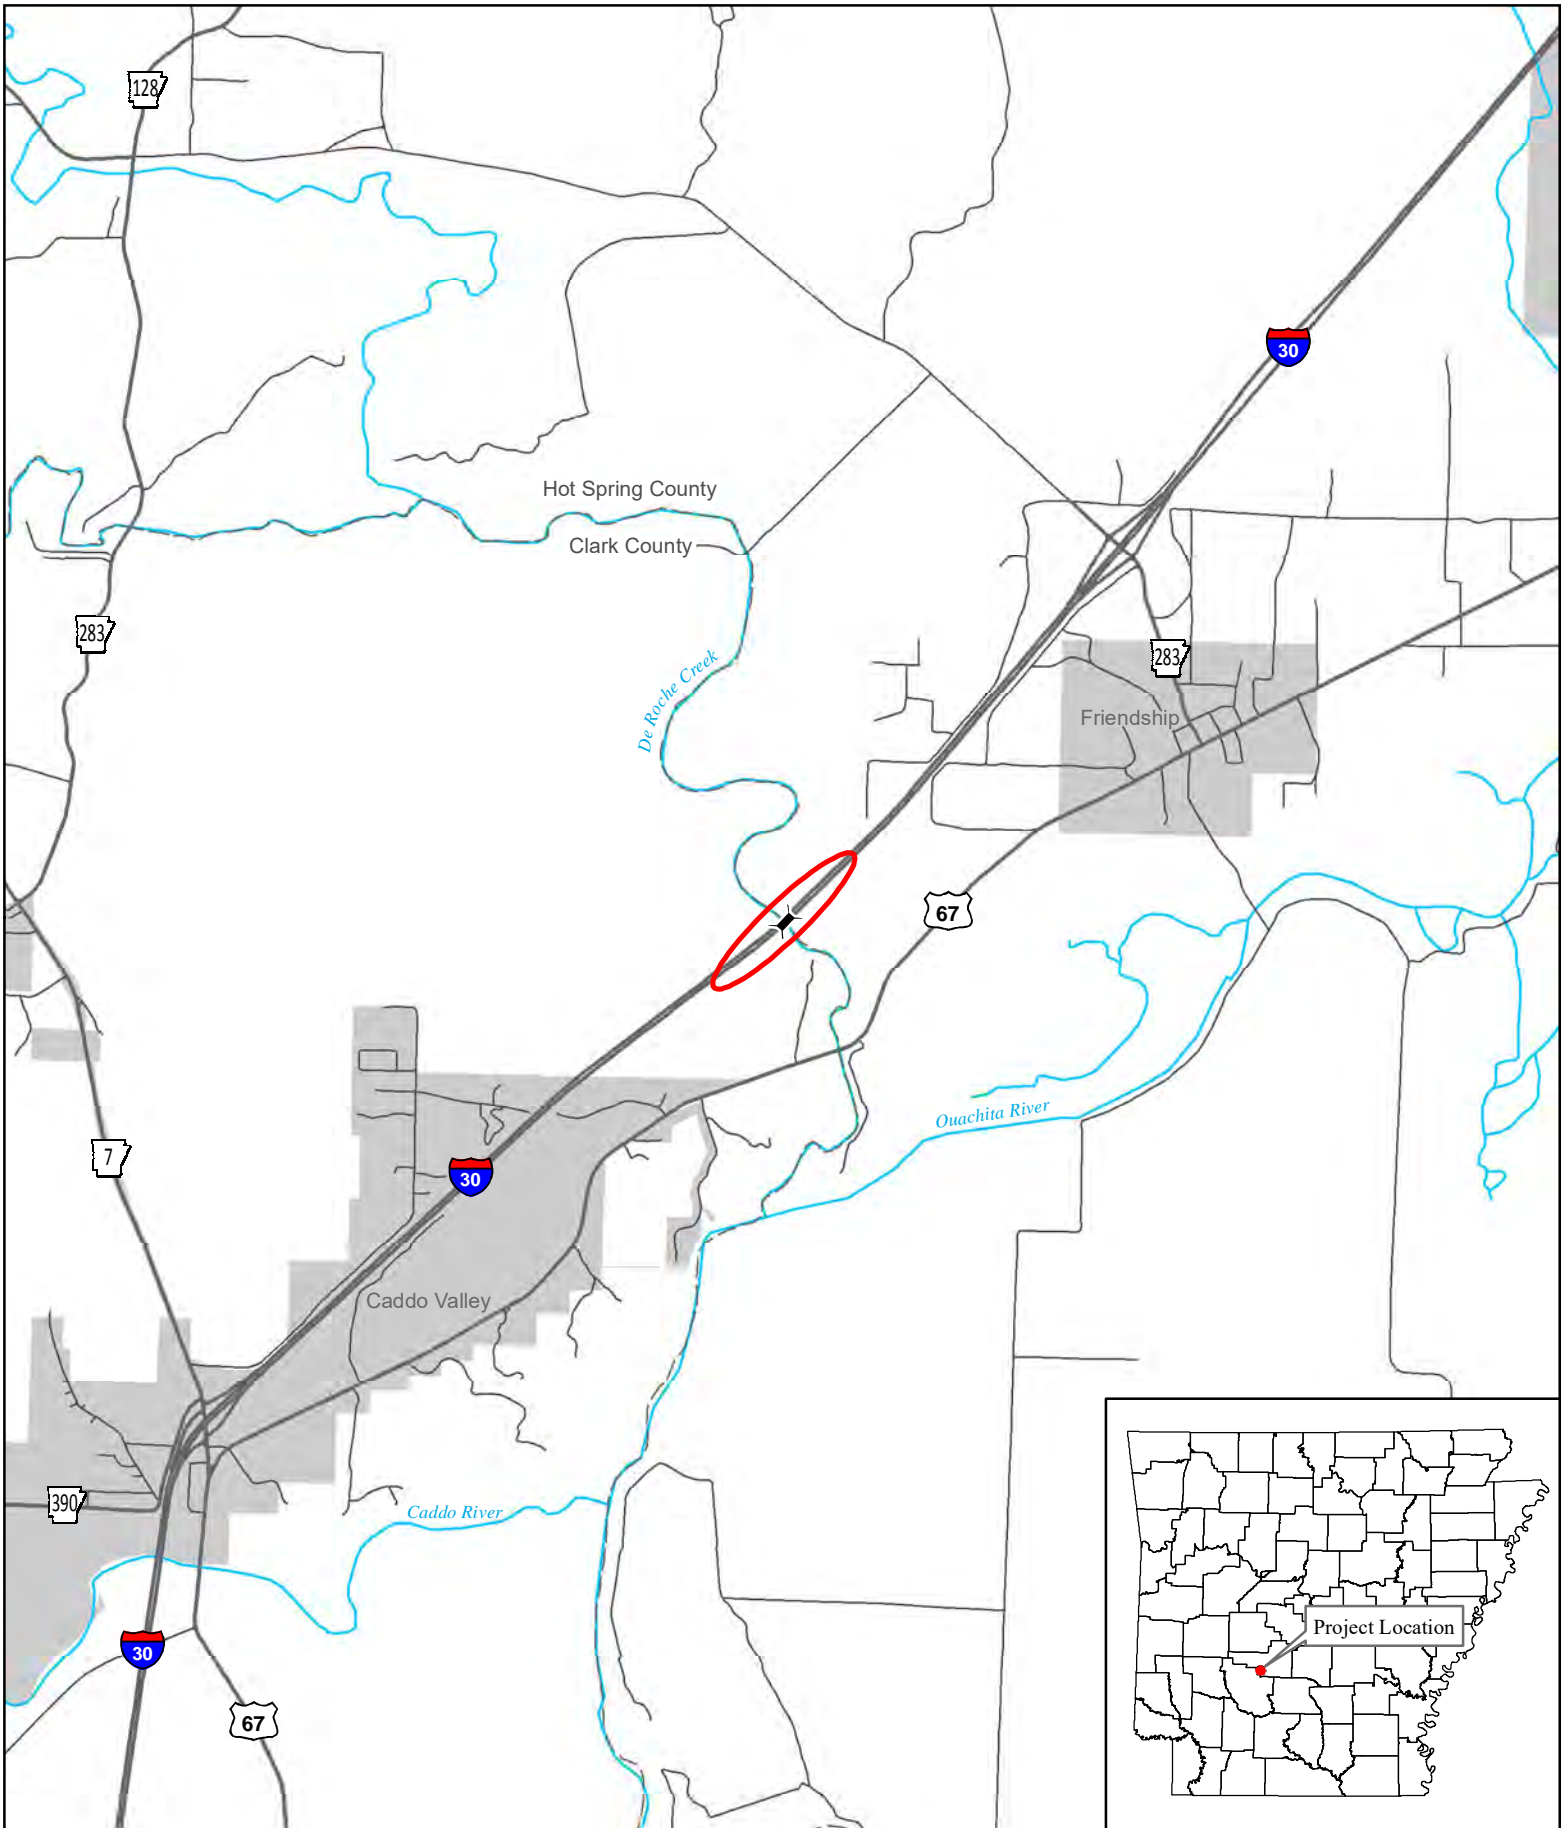 128
30
Hot Spring County
Clark County
283
283
De Roche Creek
Friendship
67
Ouachita River
7
30
Caddo Valley
390
Caddo River
Project Location
30
67